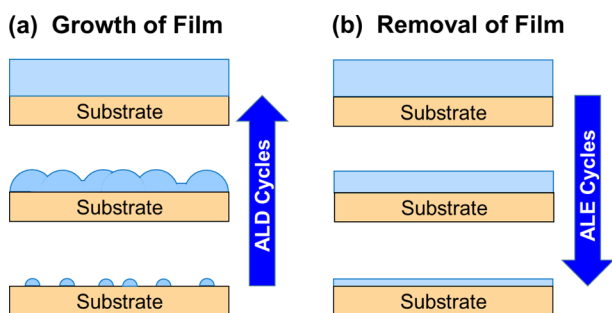 (a) Growth of Film
(b) Removal of Film
Substrate
Substrate
Substrate
ALD Cycles
Substrate
Substrate
Substrate
ALE Cycles